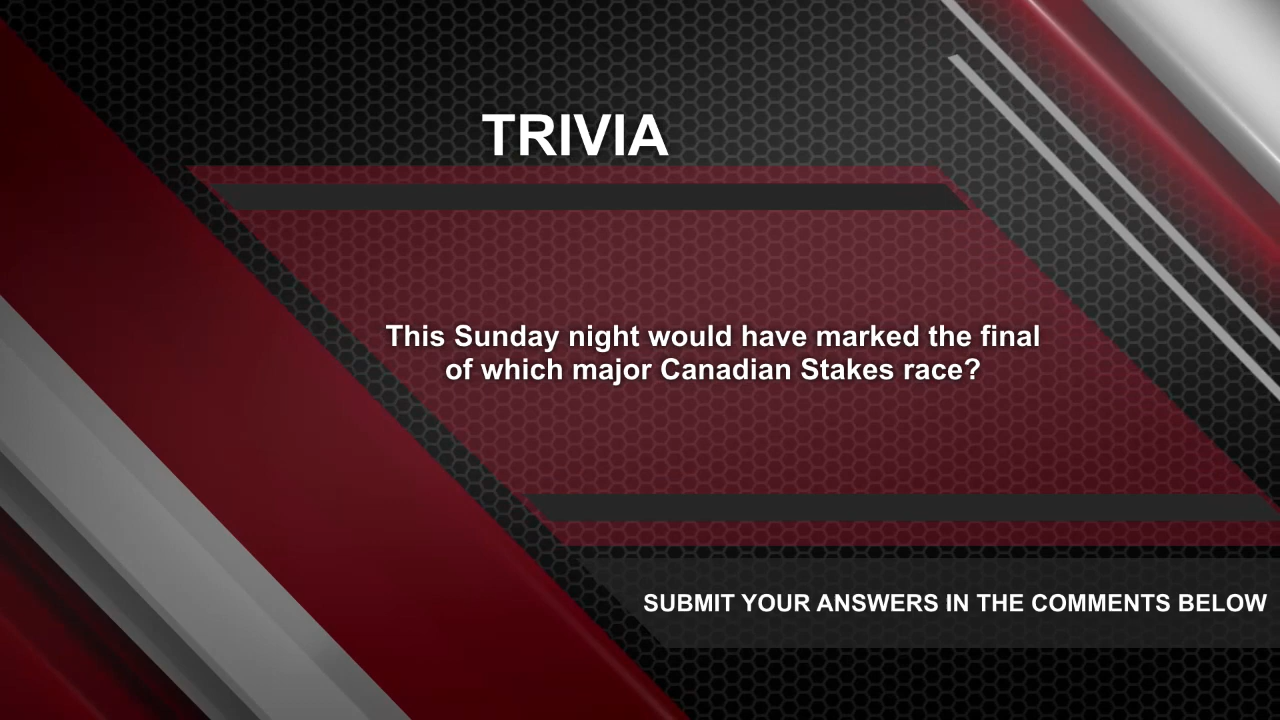 TRIVIA
This Sunday night would have marked the final
of which major Canadian Stakes race?
SUBMIT YOUR ANSWERS IN THE COMMENTS BELOW